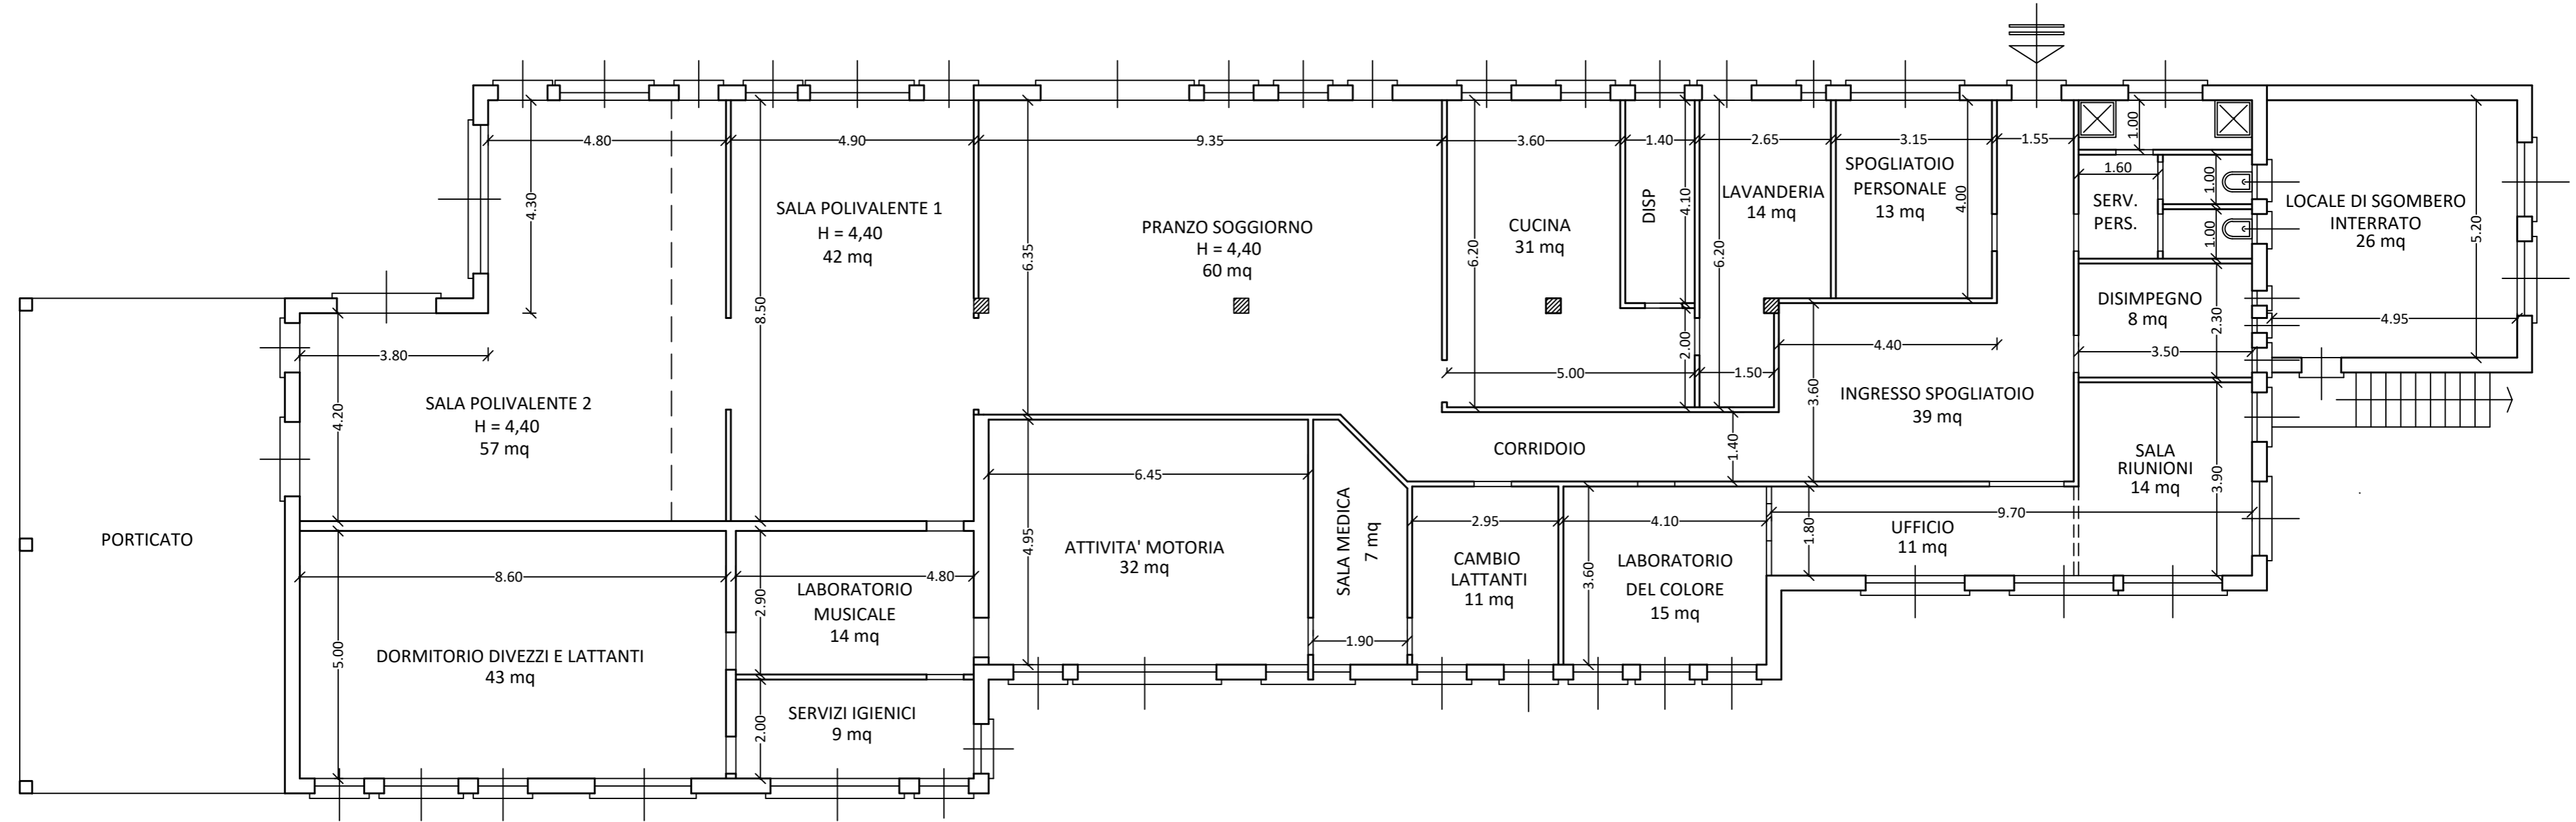 4.80
4.90
9.35
3.60
1.40
2.65
3.15
1.55
1.00
4.30
SALA POLIVALENTE 1
H = 4,40
42 mq
8.50
6.35
PRANZO SOGGIORNO
H = 4,40
60 mq
6.20
CUCINA
31 mq
DISP
4.10
2.00
5.00
6.20
LAVANDERIA
14 mq
1.50
SPOGLIATOIO
PERSONALE
13 mq
4.00
1.60
SERV.
PERS.
1.00
1.00
LOCALE DI SGOMBERO
INTERRATO
26 mq
5.20
4.95
DISIMPEGNO
8 mq
2.30
3.50
3.80
4.20
SALA POLIVALENTE 2
H = 4,40
57 mq
4.40
3.60
INGRESSO SPOGLIATOIO
39 mq
CORRIDOIO
1.40
SALA
RIUNIONI
14 mq
3.90
PORTICATO
8.60
5.00
DORMITORIO DIVEZZI E LATTANTI
43 mq
4.80
2.90
LABORATORIO
MUSICALE
14 mq
2.00
SERVIZI IGIENICI
9 mq
6.45
4.95
ATTIVITA' MOTORIA
32 mq
SALA MEDICA
7 mq
1.90
2.95
CAMBIO
LATTANTI
11 mq
4.10
3.60
LABORATORIO
DEL COLORE
15 mq
1.80
9.70
UFFICIO
11 mq